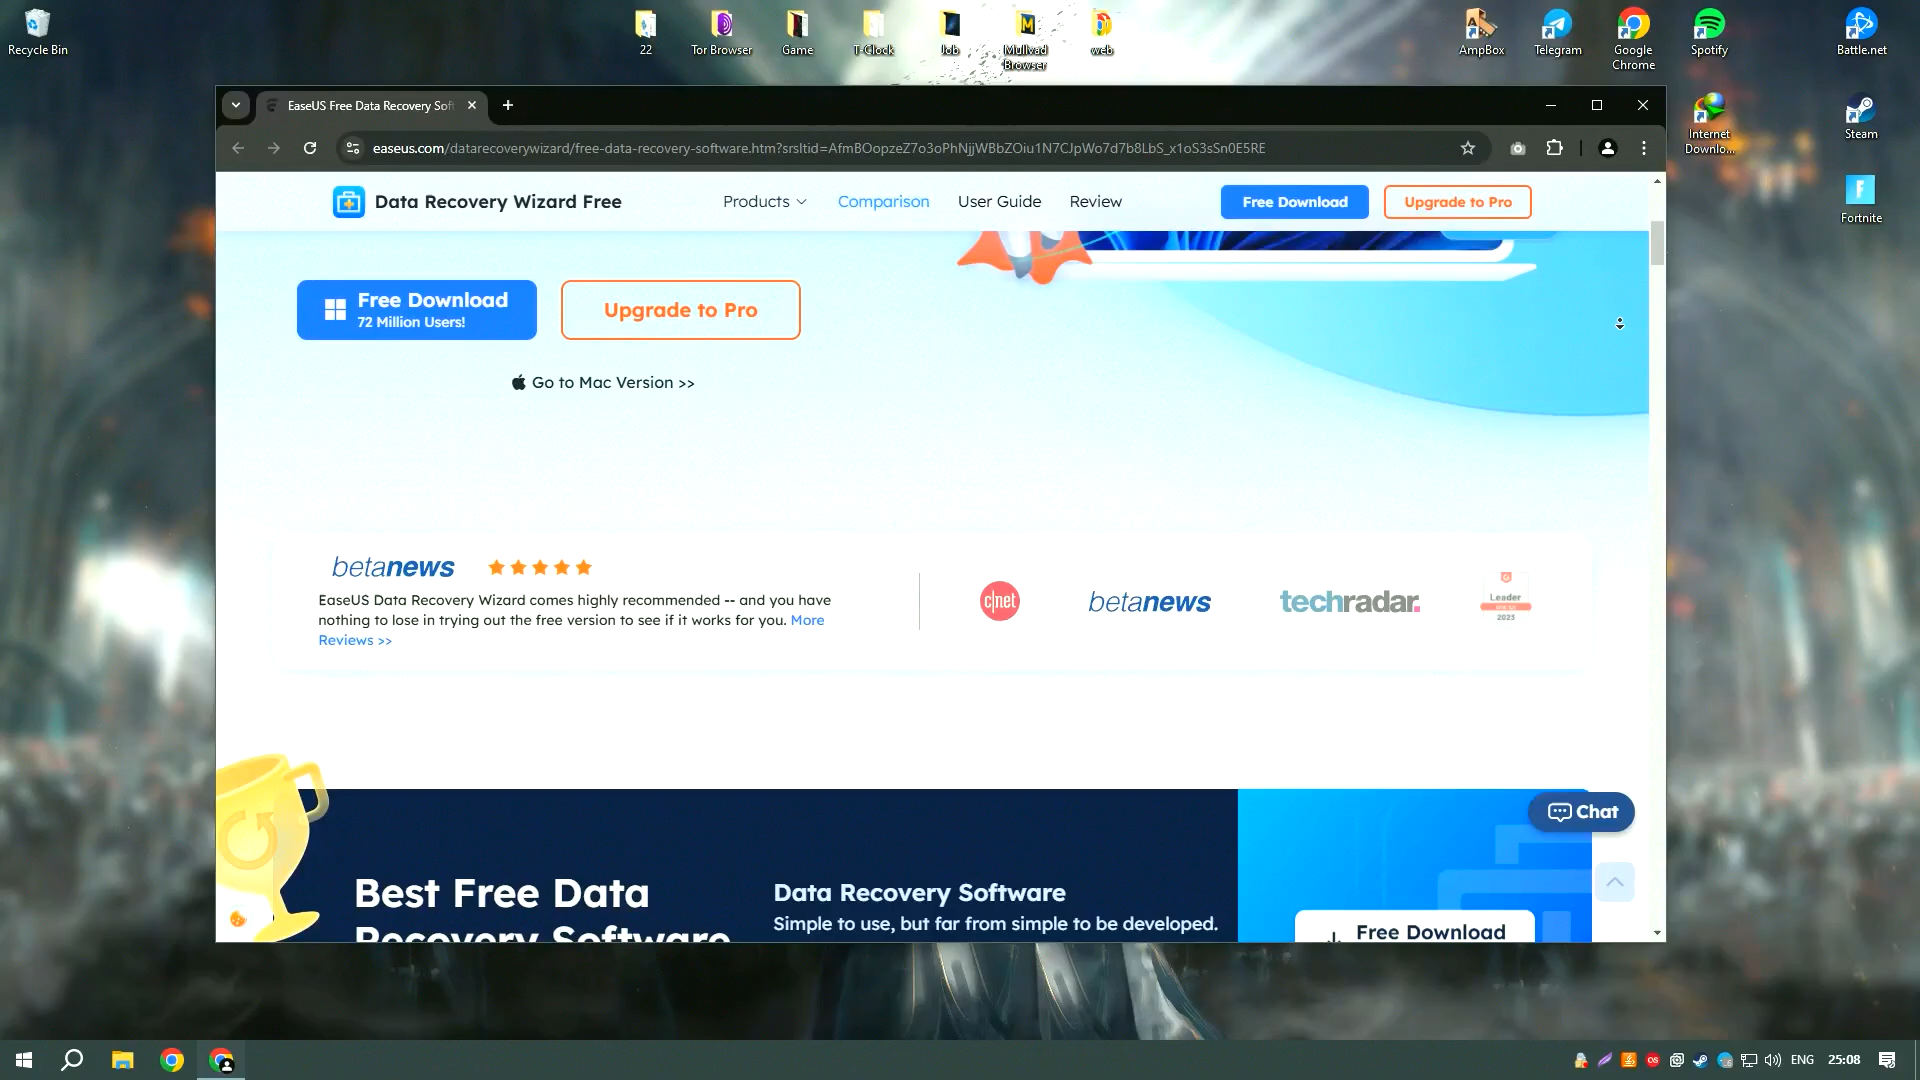 Recycle Bin
22
Tor Browser
Game
T-Clock
Job
Mullvad
Browser
web
AmpBox
Telegram
Google
Chrome
Spotify
Battle.net
Internet
Downlo...
Steam
Fortnite
EaseUS Free Data Recovery Sof
easeus.com/datarecoverywizard/free-data-recovery-software.htm?srsltid=AfmBOopzeZ7o3oPhNjjWBbZOiu1N7CJpWo7d7b8LbS_x1oS3sSn0E5RE
Data Recovery Wizard Free
Products
Comparison
User Guide
Review
Free Download
Upgrade to Pro
Free Download
72 Million Users!
Upgrade to Pro
Go to Mac Version >>
betanews
EaseUS Data Recovery Wizard comes highly recommended -- and you have
nothing to lose in trying out the free version to see if it works for you. More
Reviews >>
c|net
betanews
techradar.
Leader
2023
Chat
Best Free Data
Recovery Software
Data Recovery Software
Simple to use, but far from simple to be developed.
Free Download
ENG
25:08